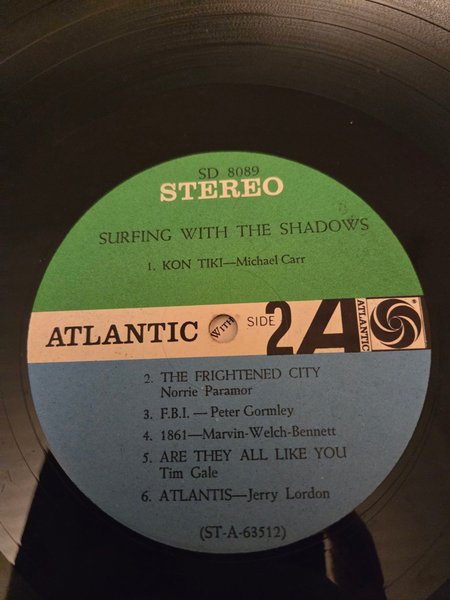 SD 8089
STEREO
SURFING WITH THE SHADOWS
1. KON TIKI—Michael Carr
ATLANTIC
WITH
SIDE 2
A
ATLANTIC
2. THE FRIGHTENED CITY
Norrie Paramor
3. F.B.I. — Peter Gormley
4. 1861—Marvin-Welch-Bennett
5. ARE THEY ALL LIKE YOU
Tim Gale
6. ATLANTIS—Jerry Lordon
(ST-A-63512)